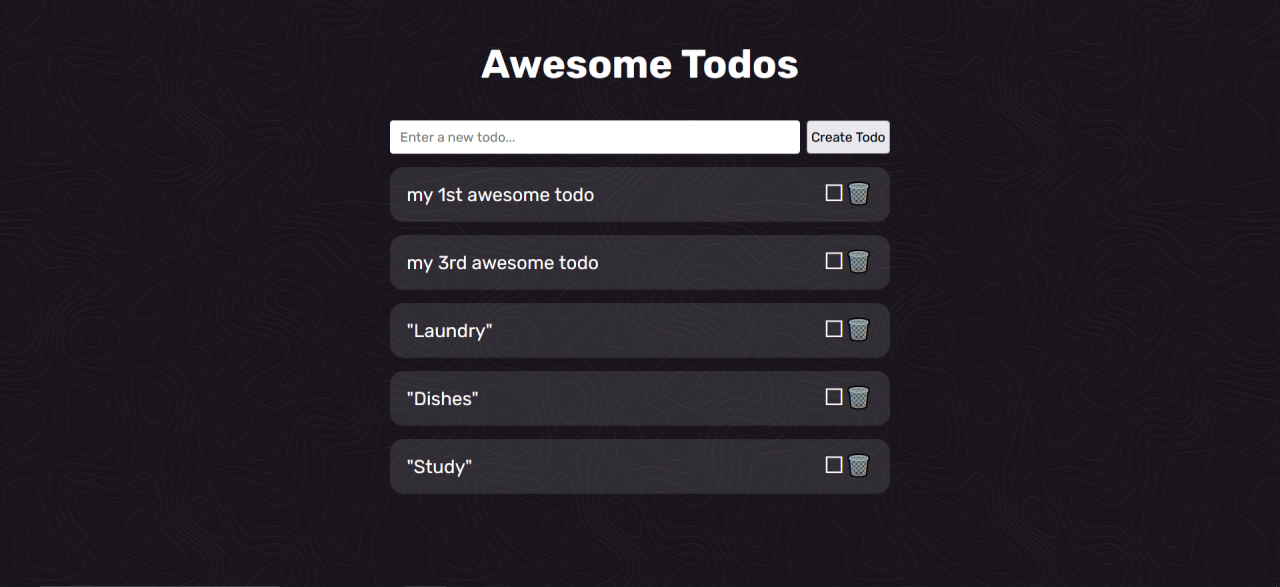 Awesome Todos
Enter a new todo...
Create Todo
my 1st awesome todo
my 3rd awesome todo
"Laundry"
"Dishes"
"Study"